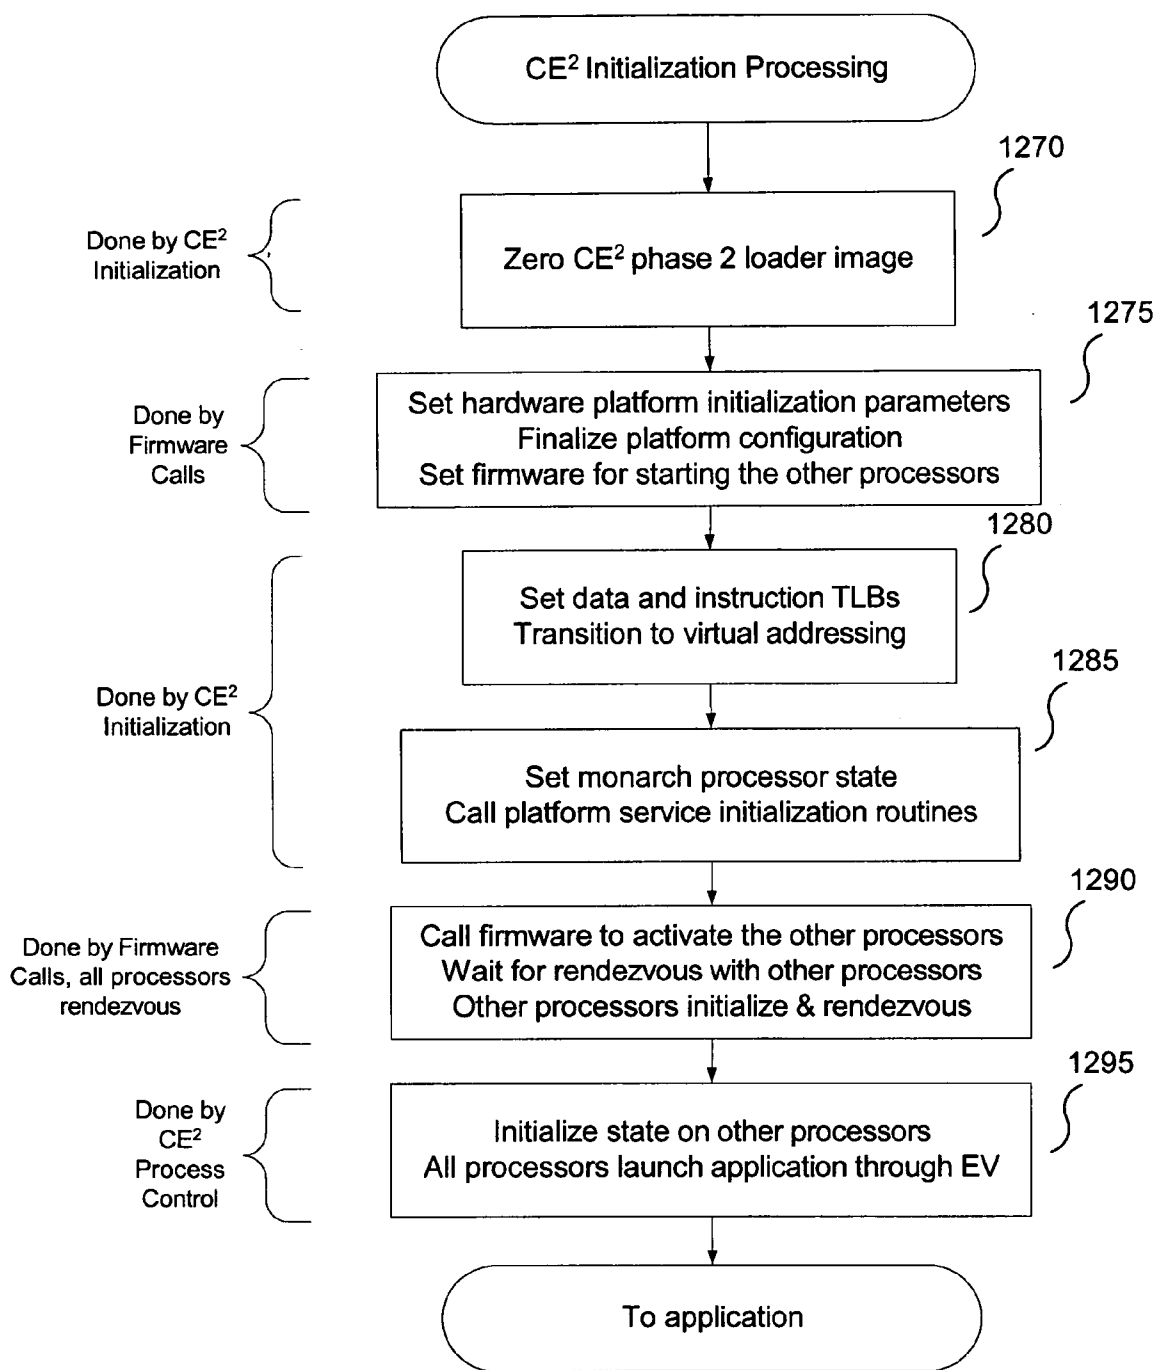 CE² Initialization Processing
1270
Done by CE²
Initialization
Zero CE² phase 2 loader image
1275
Done by
Firmware
Calls
Set hardware platform initialization parameters
Finalize platform configuration
Set firmware for starting the other processors
1280
Set data and instruction TLBs
Transition to virtual addressing
1285
Done by CE²
Initialization
Set monarch processor state
Call platform service initialization routines
1290
Done by Firmware
Calls, all processors
rendezvous
Call firmware to activate the other processors
Wait for rendezvous with other processors
Other processors initialize & rendezvous
1295
Done by
CE²
Process
Control
Initialize state on other processors
All processors launch application through EV
To application